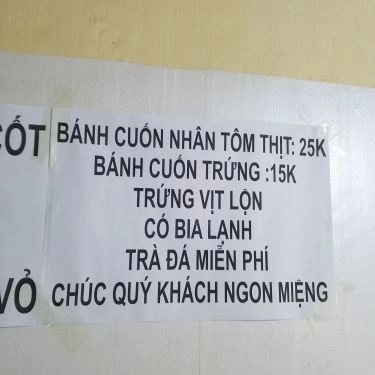 CỐT
VỎ
BÁNH CUỐN NHÂN TÔM THỊT: 25K
BÁNH CUỐN TRỨNG :15K
TRỨNG VỊT LỘN
CÓ BIA LẠNH
TRÀ ĐÁ MIỄN PHÍ
CHÚC QUÝ KHÁCH NGON MIỆNG